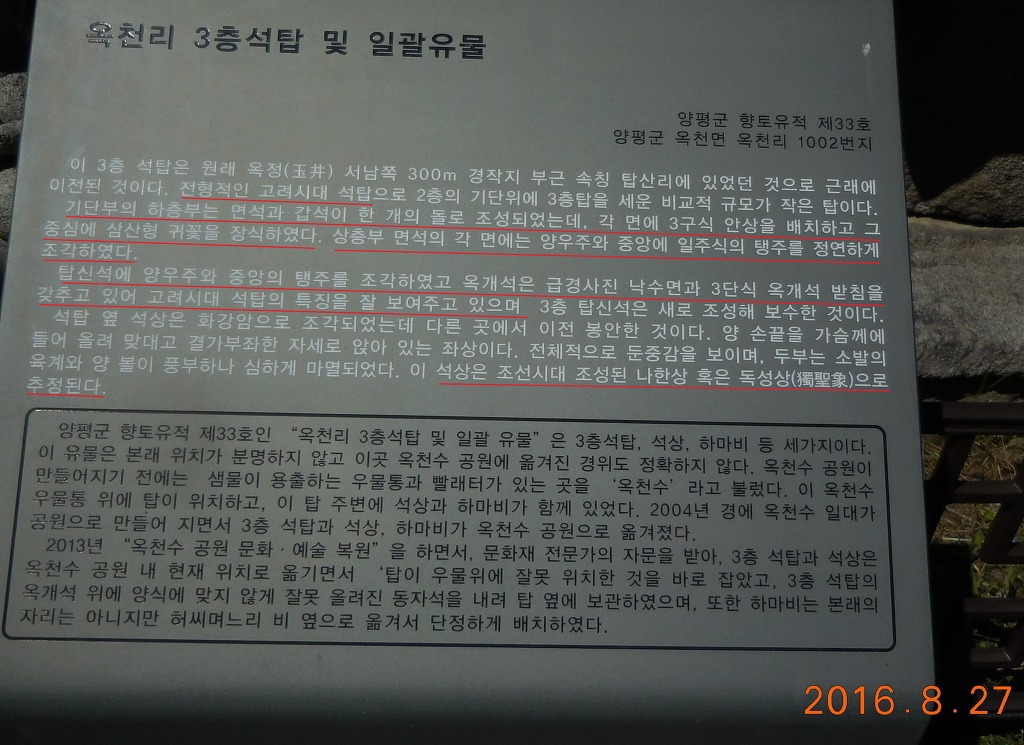 옥천리 3층석탑 및 일괄유물
양평군 향토유적 제33호
양평군 옥천면 옥천리 1002번지
이 3층 석탑은 원래 옥정(玉井) 서남쪽 300m 경작지 부근 속칭 탑산리에 있었던 것으로 근래에
이전된 것이다. 전형적인 고려시대 석탑으로 2층의 기단위에 3층탑을 세운 비교적 규모가 작은 탑이다.
기단부의 하층부는 면석과 갑석이 한 개의 돌로 조성되었는데, 각 면에 3구식 안상을 배치하고 그
중심에 삼산형 귀꽃을 장식하였다. 상층부 면석의 각 면에는 양우주와 중앙에 일주식의 탱주를 정연하게
조각하였다.
탑신석에 양우주와 중앙의 탱주를 조각하였고 옥개석은 급경사진 낙수면과 3단식 옥개석 받침을
갖추고 있어 고려시대 석탑의 특징을 잘 보여주고 있으며 3층 탑신석은 새로 조성해 보수한 것이다.
석탑 옆 석상은 화강암으로 조각되었는데 다른 곳에서 이전 봉안한 것이다. 양 손끝을 가슴께에
들어 올려 맞대고 결가부좌한 자세로 앉아 있는 좌상이다. 전체적으로 둔중감을 보이며, 두부는 소발의
육계와 양 볼이 풍부하나 심하게 마멸되었다. 이 석상은 조선시대 조성된 나한상 혹은 독성상(獨聖象)으로
추정된다.
양평군 향토유적 제33호인 “옥천리 3층석탑 및 일괄 유물”은 3층석탑, 석상, 하마비 등 세가지이다.
이 유물은 본래 위치가 분명하지 않고 이곳 옥천수 공원에 옮겨진 경위도 정확하지 않다. 옥천수 공원이
만들어지기 전에는 샘물이 용출하는 우물통과 빨래터가 있는 곳을 ‘옥천수’라고 불렀다. 이 옥천수
우물통 위에 탑이 위치하고, 이 탑 주변에 석상과 하마비가 함께 있었다. 2004년 경에 옥천수 일대가
공원으로 만들어 지면서 3층 석탑과 석상, 하마비가 옥천수 공원으로 옮겨졌다.
2013년 “옥천수 공원 문화·예술 복원”을 하면서, 문화재 전문가의 자문을 받아, 3층 석탑과 석상은
옥천수 공원 내 현재 위치로 옮기면서 ‘탑이 우물위에 잘못 위치한 것을 바로 잡았고, 3층 석탑의
옥개석 위에 양식에 맞지 않게 잘못 올려진 동자석을 내려 탑 옆에 보관하였으며, 또한 하마비는 본래의
자리는 아니지만 허씨며느리 비 옆으로 옮겨서 단정하게 배치하였다.
2016.8.27